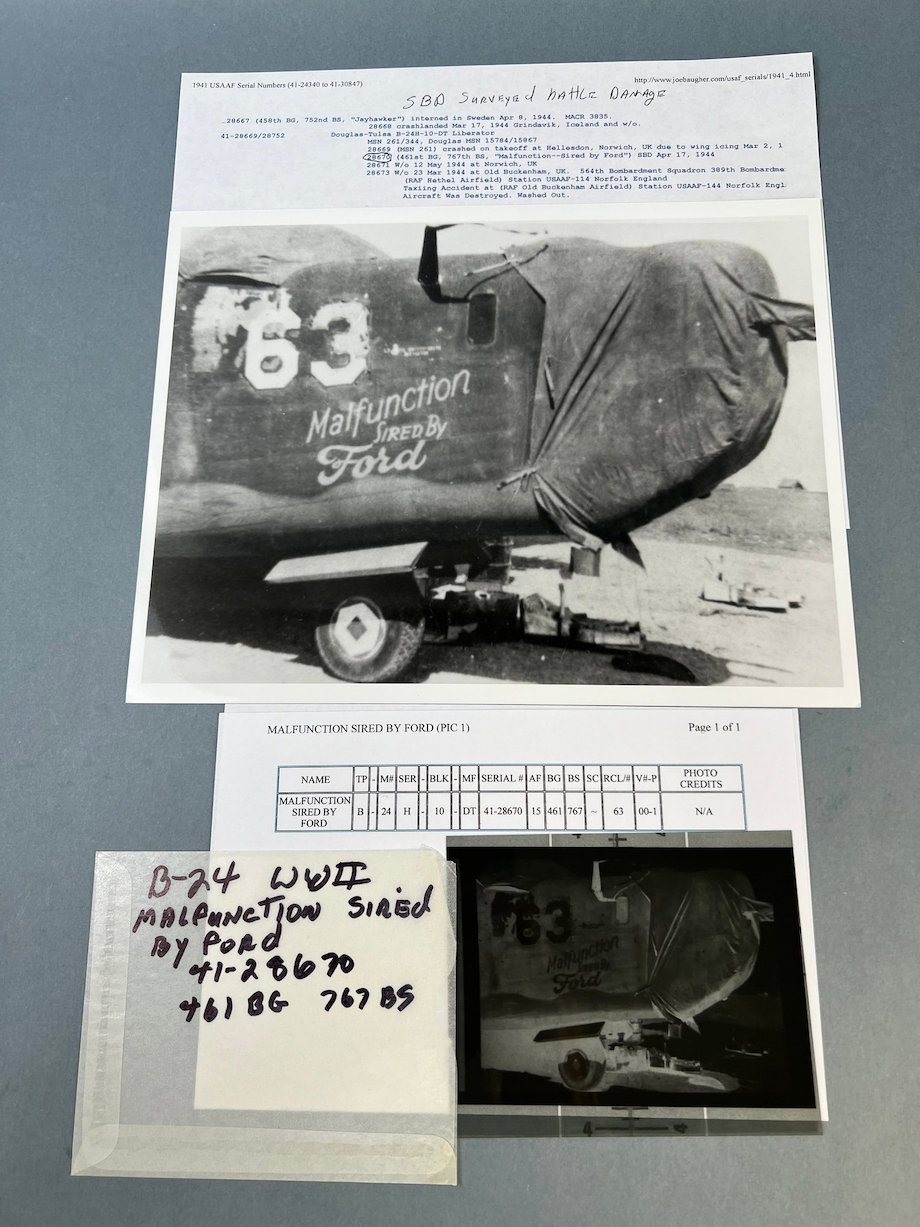 1941 USAAF Serial Numbers (41-24340 to 41-30847)
http://www.joebaugher.com/usaf_serials/1941_4.html
SBD SURVEYED BATTLE DAMAGE
28667 (458th BG, 752nd BS, "Jayhawker") interned in Sweden Apr 8, 1944. MACR 3835.
28668 crashlanded Mar 17, 1944 Grindavik, Iceland and w/o.
41-28669/28752 Douglas-Tulsa B-24H-10-DT Liberator
MSN 261/344, Douglas MSN 15784/15867
28669 (MSN 261) crashed on takeoff at Hellesdon, Norwich, UK due to wing icing Mar 2, 1
28670 (461st BG, 767th BS, "Malfunction--Sired by Ford") SBD Apr 17, 1944
28671 W/o 12 May 1944 at Norwich, UK
28673 W/o 23 Mar 1944 at Old Buckenham, UK. 564th Bombardment Squadron 389th Bombardme
(RAF Hethel Airfield) Station USAAF-114 Norfolk England
Taxiing Accident at (RAF Old Buckenham Airfield) Station USAAF-144 Norfolk Engl
Aircraft Was Destroyed. Washed Out.
63
Malfunction
SIRED By
Ford
MALFUNCTION SIRED BY FORD (PIC 1) Page 1 of 1
NAME TP - M# SER - BLK - MF SERIAL # AF BG BS SC RCL/# V#-P PHOTO CREDITS
MALFUNCTION SIRED BY FORD B - 24 H - 10 - DT 41-28670 15 461 767 ~ 63 00-1 N/A
B-24 WWII
MALFUNCTION SIRED
BY FORD
41-28670
461 BG 767 BS
63
Malfunction
Ford
4 4